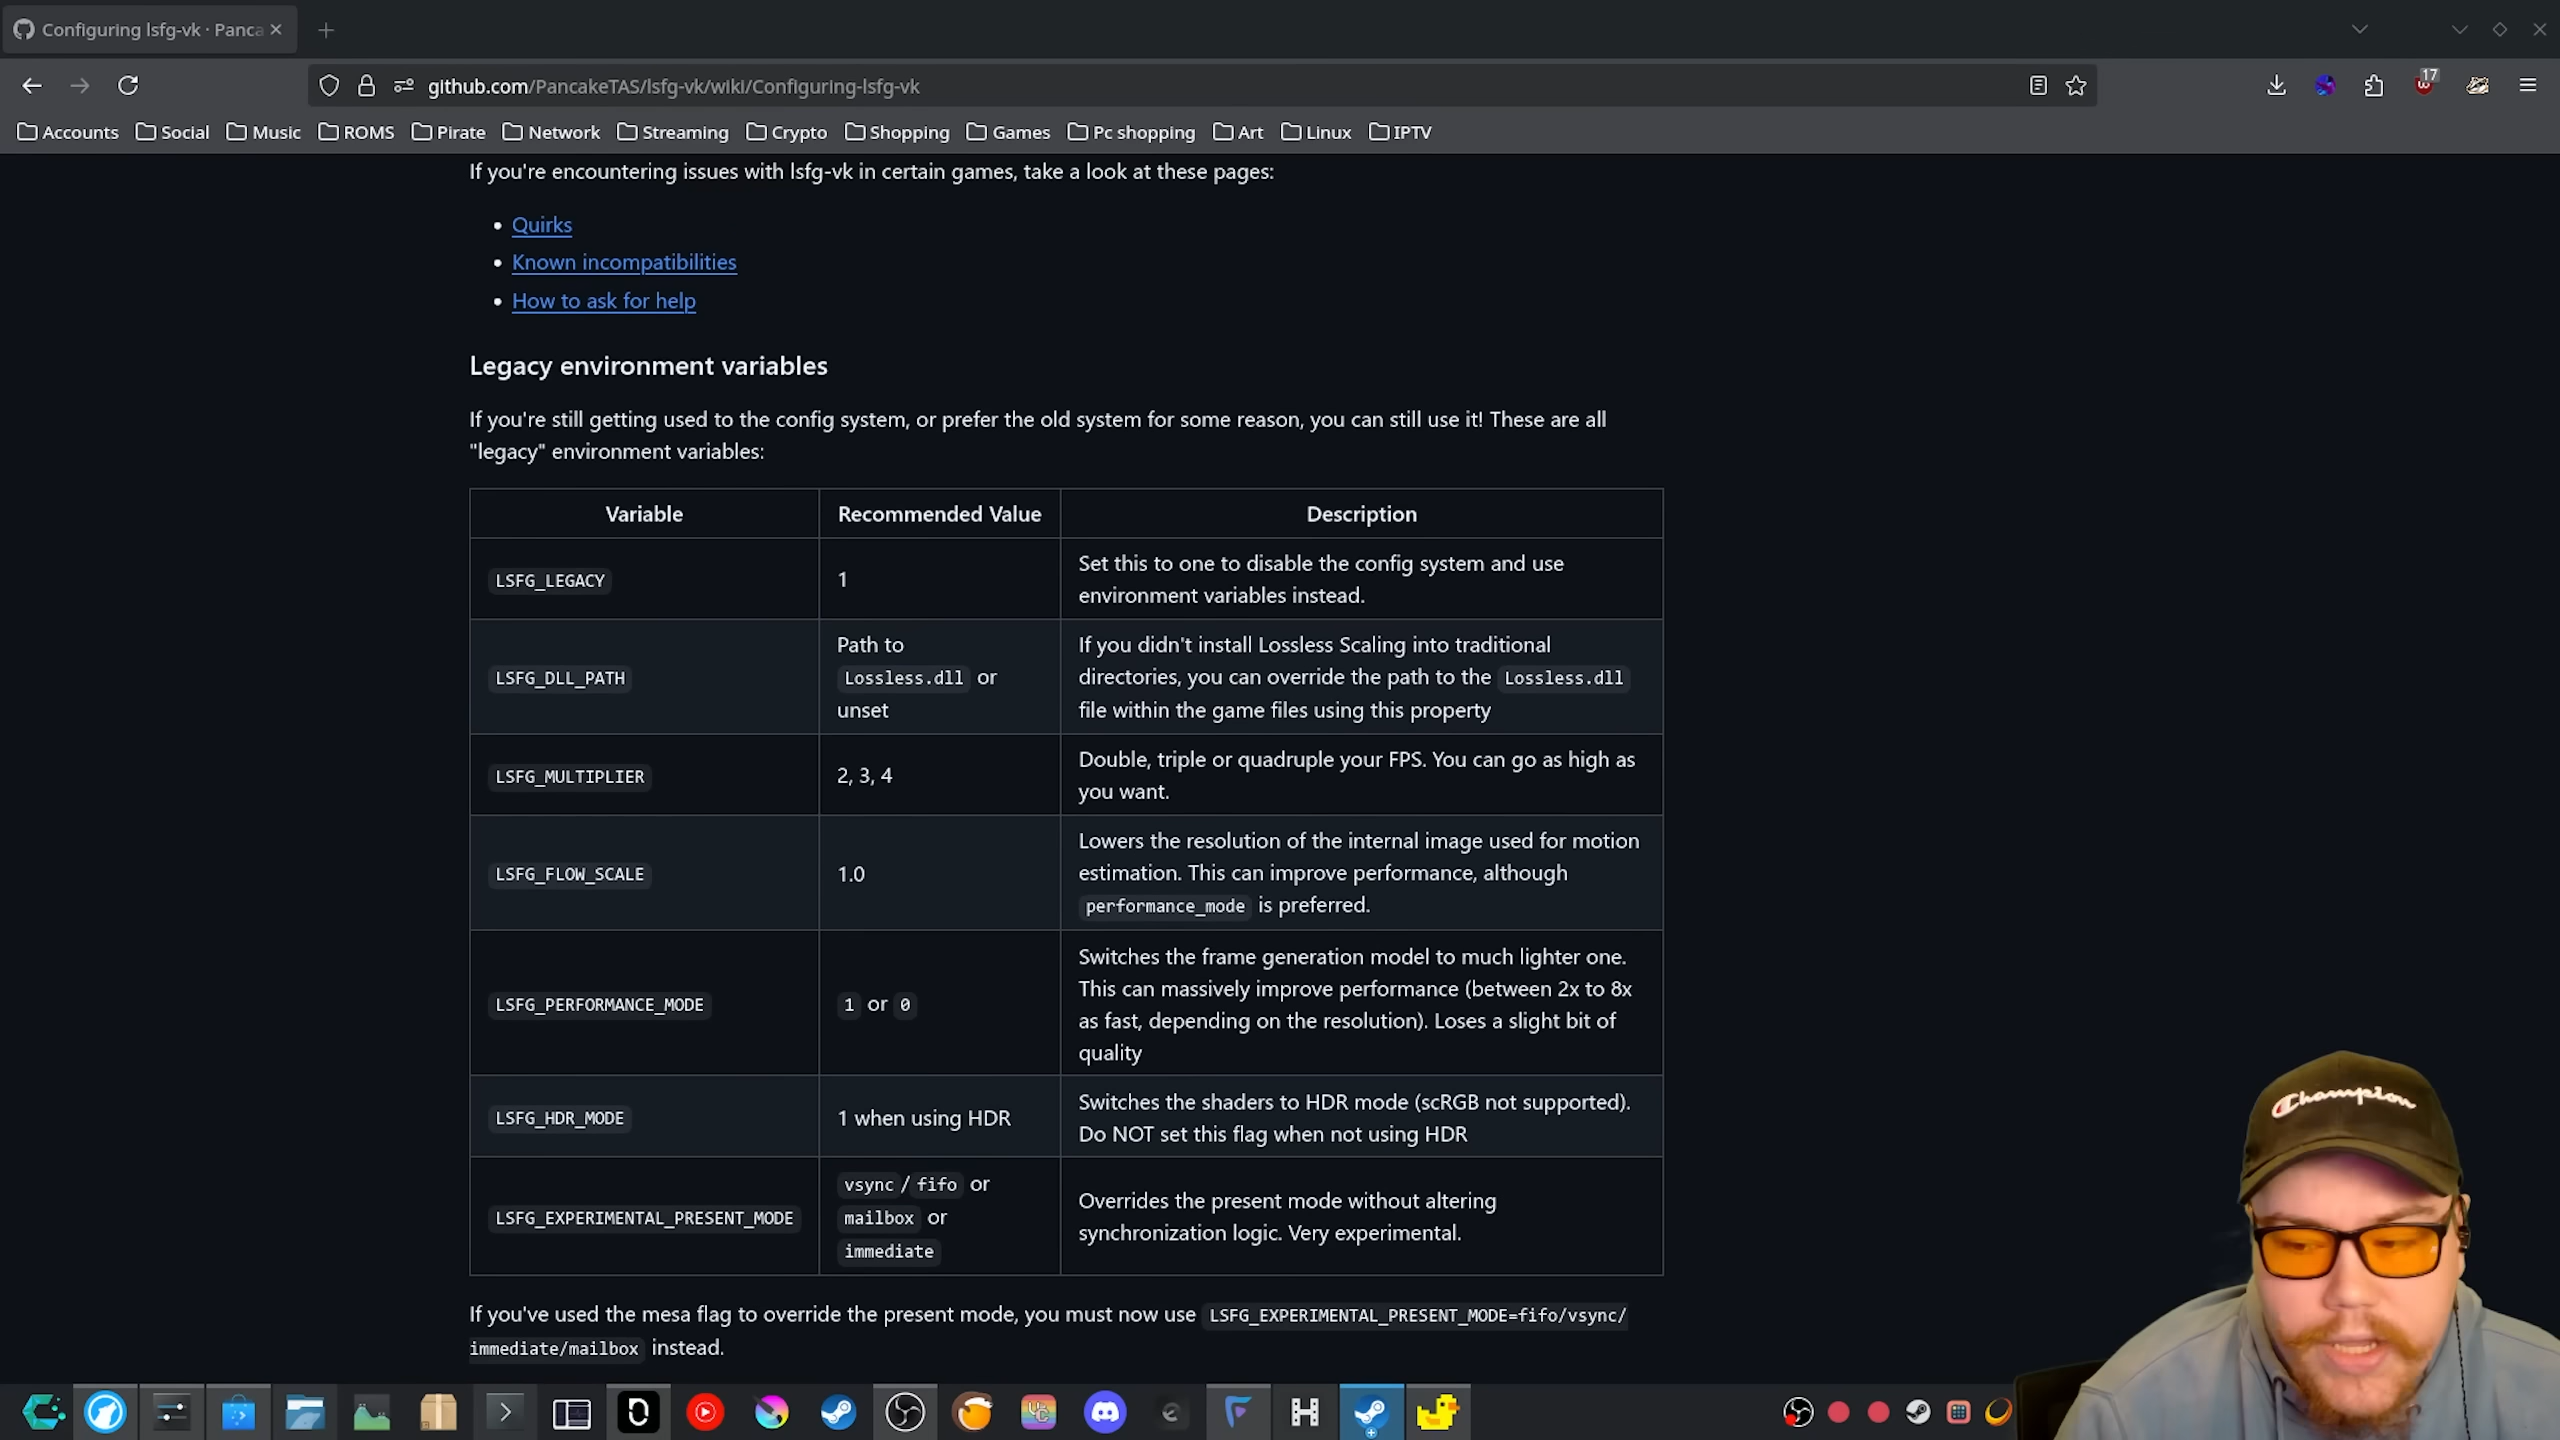 Configuring lsfg-vk · Panca
github.com/PancakeTAS/lsfg-vk/wiki/Configuring-lsfg-vk
17
Accounts Social Music ROMS Pirate Network Streaming Crypto Shopping Games Pc shopping Art Linux IPTV
If you're encountering issues with lsfg-vk in certain games, take a look at these pages:
• Quirks
• Known incompatibilities
• How to ask for help
Legacy environment variables
If you're still getting used to the config system, or prefer the old system for some reason, you can still use it! These are all
"legacy" environment variables:
Variable Recommended Value Description
LSFG_LEGACY
1
Set this to one to disable the config system and use
environment variables instead.
LSFG_DLL_PATH
Path to
Lossless.dll or
unset
If you didn't install Lossless Scaling into traditional
directories, you can override the path to the Lossless.dll
file within the game files using this property
LSFG_MULTIPLIER
2, 3, 4
Double, triple or quadruple your FPS. You can go as high as
you want.
LSFG_FLOW_SCALE
1.0
Lowers the resolution of the internal image used for motion
estimation. This can improve performance, although
performance_mode is preferred.
LSFG_PERFORMANCE_MODE
1 or 0
Switches the frame generation model to much lighter one.
This can massively improve performance (between 2x to 8x
as fast, depending on the resolution). Loses a slight bit of
quality
LSFG_HDR_MODE
1 when using HDR
Switches the shaders to HDR mode (scRGB not supported).
Do NOT set this flag when not using HDR
LSFG_EXPERIMENTAL_PRESENT_MODE
vsync / fifo or
mailbox or
immediate
Overrides the present mode without altering
synchronization logic. Very experimental.
If you've used the mesa flag to override the present mode, you must now use LSFG_EXPERIMENTAL_PRESENT_MODE=fifo/vsync/
immediate/mailbox instead.
Champion
UC